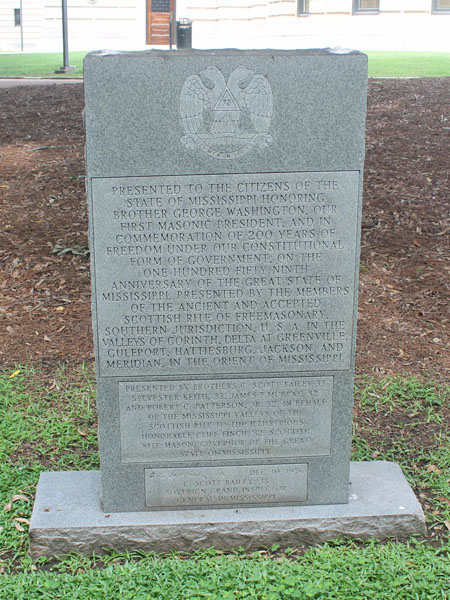 PRESENTED TO THE CITIZENS OF THE
STATE OF MISSISSIPPI HONORING,
BROTHER GEORGE WASHINGTON, OUR
FIRST MASONIC PRESIDENT, AND IN
COMMEMORATION OF 200 YEARS OF
FREEDOM UNDER OUR CONSTITUTIONAL
FORM OF GOVERNMENT, ON THE
ONE HUNDRED FIFTY NINTH
ANNIVERSARY OF THE GREAT STATE OF
MISSISSIPPI, PRESENTED BY THE MEMBERS
OF THE ANCIENT AND ACCEPTED
SCOTTISH RITE OF FREEMASONRY,
SOUTHERN JURISDICTION, U. S. A. IN THE
VALLEYS OF CORINTH, DELTA AT GREENVILLE
GULFPORT, HATTIESBURG, JACKSON, AND
MERIDIAN, IN THE ORIENT OF MISSISSIPPI.
PRESENTED BY BROTHERS C. SCOTT BAILEY 33°
SYLVESTER KEITH, 33°, JAMES T. MURPHY, 32°
AND ROBERT C. PATTERSON, JR. 32° IN BEHALF
OF THE MISSISSIPPI VALLEYS OF THE
SCOTTISH RITE TO THE ILLUSTRIOUS
HONORABLE CLIFF FINCH, 32° SCOTTISH
RITE MASON, GOVERNOR OF THE GREAT
STATE OF MISSISSIPPI.
DEC. 10 1976
C. SCOTT BAILEY 33°
SOVEREIGN GRAND INSPECTOR
GENERAL IN MISSISSIPPI